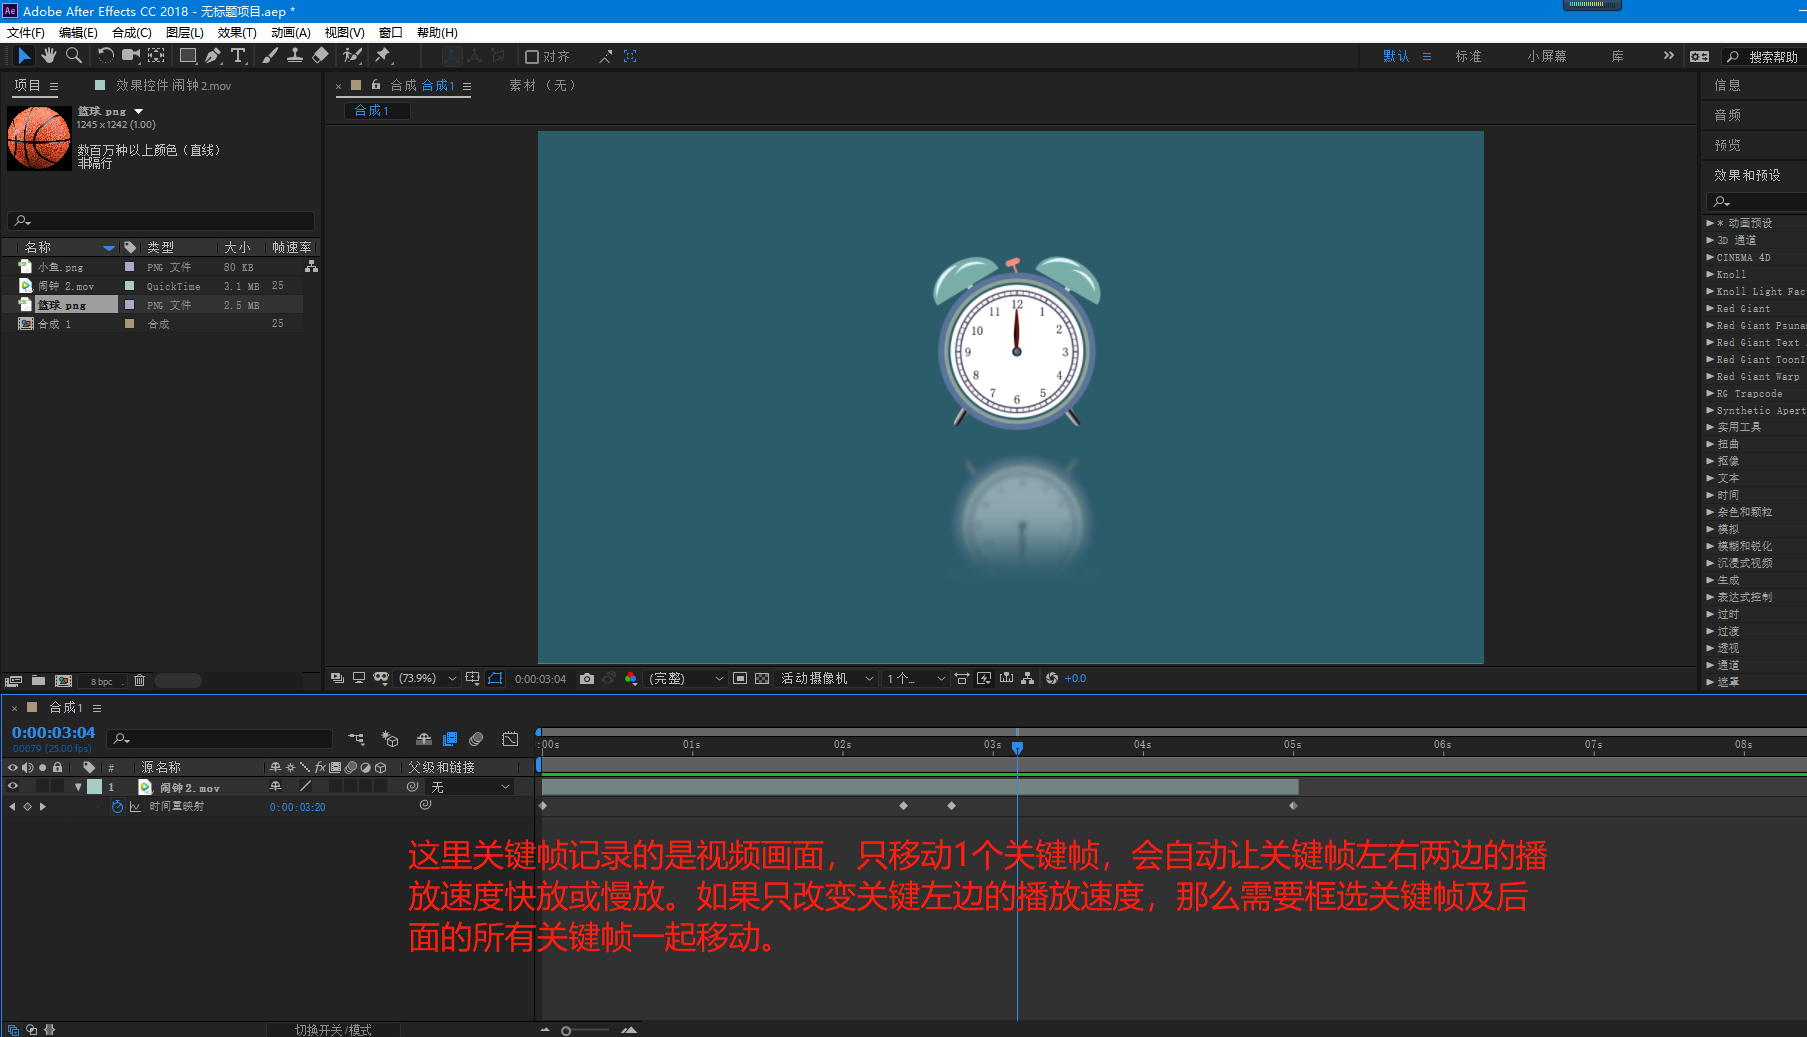 Ae Adobe After Effects CC 2018 - 无标题项目.aep *
文件(F) 编辑(E) 合成(C) 图层(L) 效果(T) 动画(A) 视图(V) 窗口 帮助(H)
对齐 默认 标准 小屏幕 库 搜索帮助
项目 效果控件 闹钟 2.mov
合成 合成 1 素材 （无）
合成 1
篮球.png
1245 x 1242 (1.00)
数百万种以上颜色（直线）
非隔行
名称 类型 大小 帧速率
小鱼.png PNG 文件 80 KB
闹钟 2.mov QuickTime 3.1 MB 25
篮球.png PNG 文件 2.5 MB
合成 1 合成 25
8 bpc
12
1
2
3
4
5
6
7
8
9
10
11
(73.9%) 0:00:03:04 (完整) 活动摄像机 1 个... +0.0
信息
音频
预览
效果和预设
* 动画预设
3D 通道
CINEMA 4D
Knoll
Knoll Light Fac
Red Giant
Red Giant Psuna
Red Giant Text
Red Giant ToonI
Red Giant Warp
RG Trapcode
Synthetic Apert
实用工具
扭曲
抠像
文本
时间
杂色和颗粒
模拟
模糊和锐化
沉浸式视频
生成
表达式控制
过时
过渡
透视
通道
遮罩
合成 1
0:00:03:04
00079 (25.00 fps)
:00s 01s 02s 03s 04s 05s 06s 07s 08s
# 源名称 fx 父级和链接
1 闹钟 2.mov 无
时间重映射 0:00:03:20
这里关键帧记录的是视频画面，只移动1个关键帧，会自动让关键帧左右两边的播
放速度快放或慢放。如果只改变关键左边的播放速度，那么需要框选关键帧及后
面的所有关键帧一起移动。
切换开关/模式